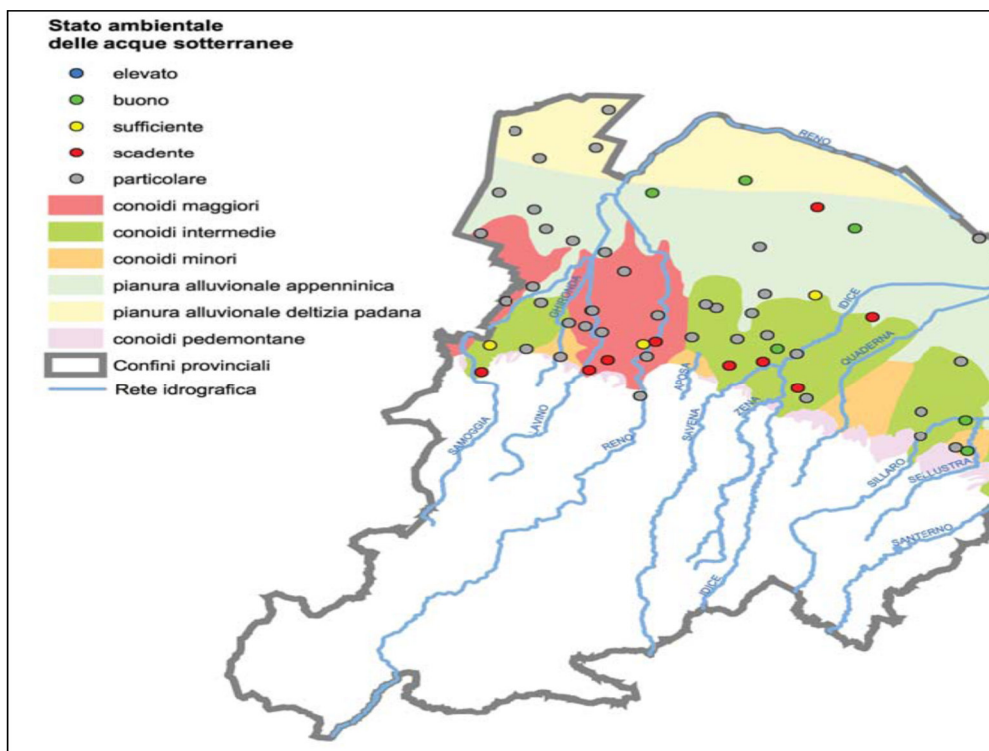 Stato ambientale
delle acque sotterranee
elevato
buono
sufficiente
scadente
particolare
conoidi maggiori
conoidi intermedie
conoidi minori
pianura alluvionale appenninica
pianura alluvionale deltizia padana
conoidi pedemontane
Confini provinciali
Rete idrografica
RENO
GHIRONDA
IDICE
QUADERNA
SAMOGGIA
LAVINO
RENO
APOSA
SAVENA
ZENA
IDICE
SILLARO
SELLUSTRA
SANTERNO